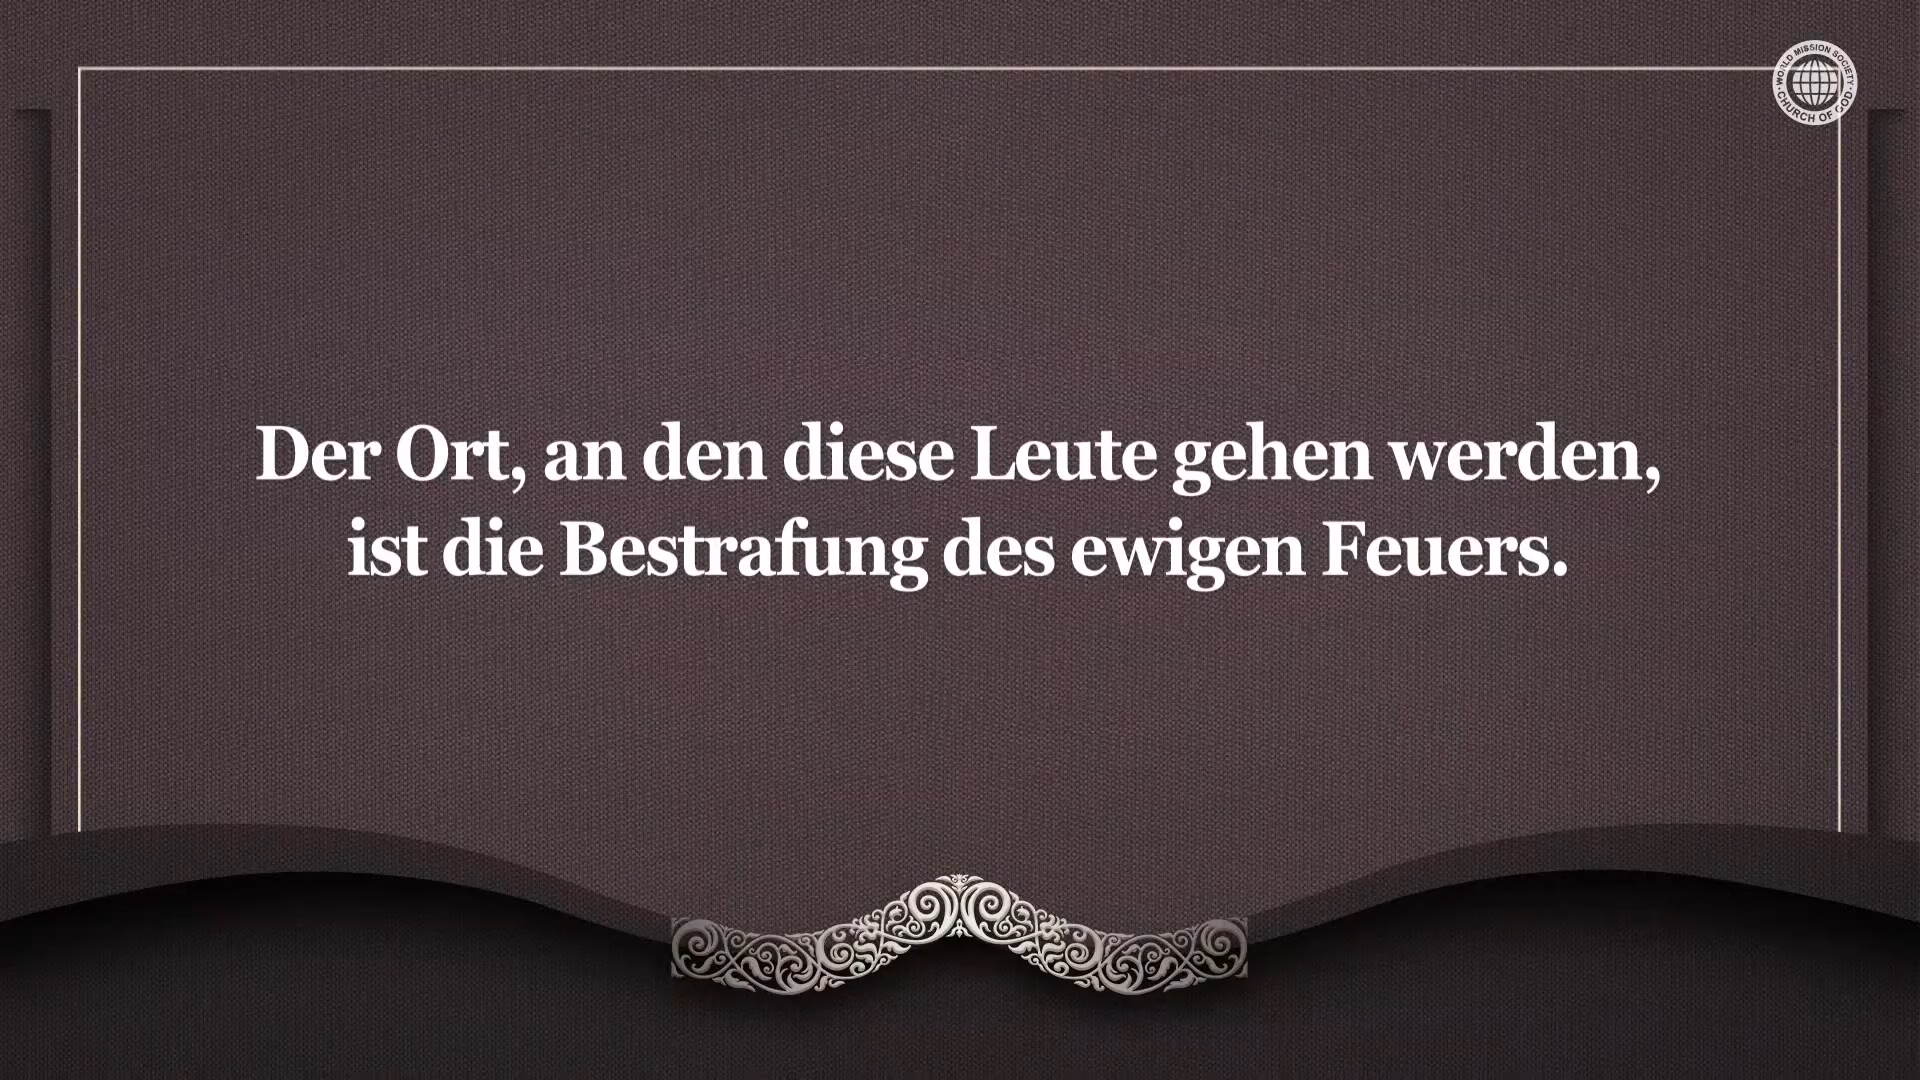 WORLD MISSION SOCIETY
CHURCH OF GOD
Der Ort, an den diese Leute gehen werden,
ist die Bestrafung des ewigen Feuers.